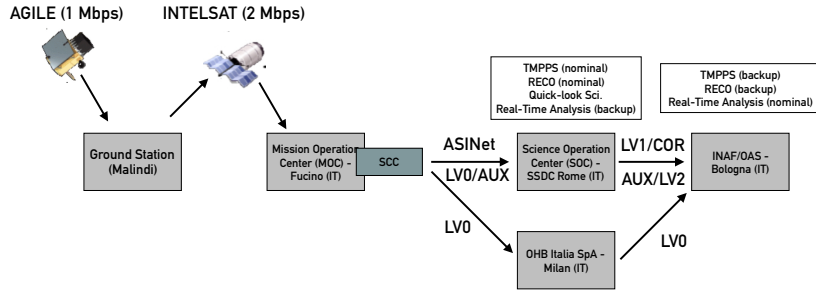 AGILE (1 Mbps)
INTELSAT (2 Mbps)
TMPPS (nominal)
RECO (nominal)
Quick-look Sci.
Real-Time Analysis (backup)
TMPPS (backup)
RECO (backup)
Real-Time Analysis (nominal)
Ground Station
(Malindi)
Mission Operation
Center (MOC) -
Fucino (IT)
SCC
ASINet
LV0/AUX
Science Operation
Center (SOC) -
SSDC Rome (IT)
LV1/COR
AUX/LV2
INAF/OAS -
Bologna (IT)
LV0
OHB Italia SpA -
Milan (IT)
LV0